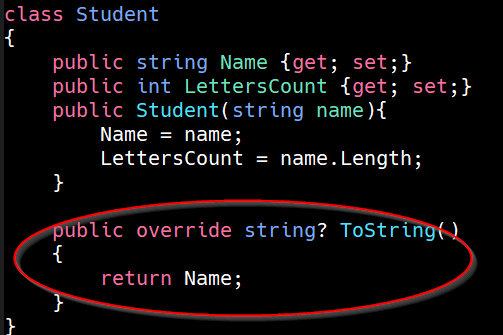 class Student
{
    public string Name {get; set;}
    public int LettersCount {get; set;}
    public Student(string name){
        Name = name;
        LettersCount = name.Length;
    }

    public override string? ToString()
    {
        return Name;
    }
}